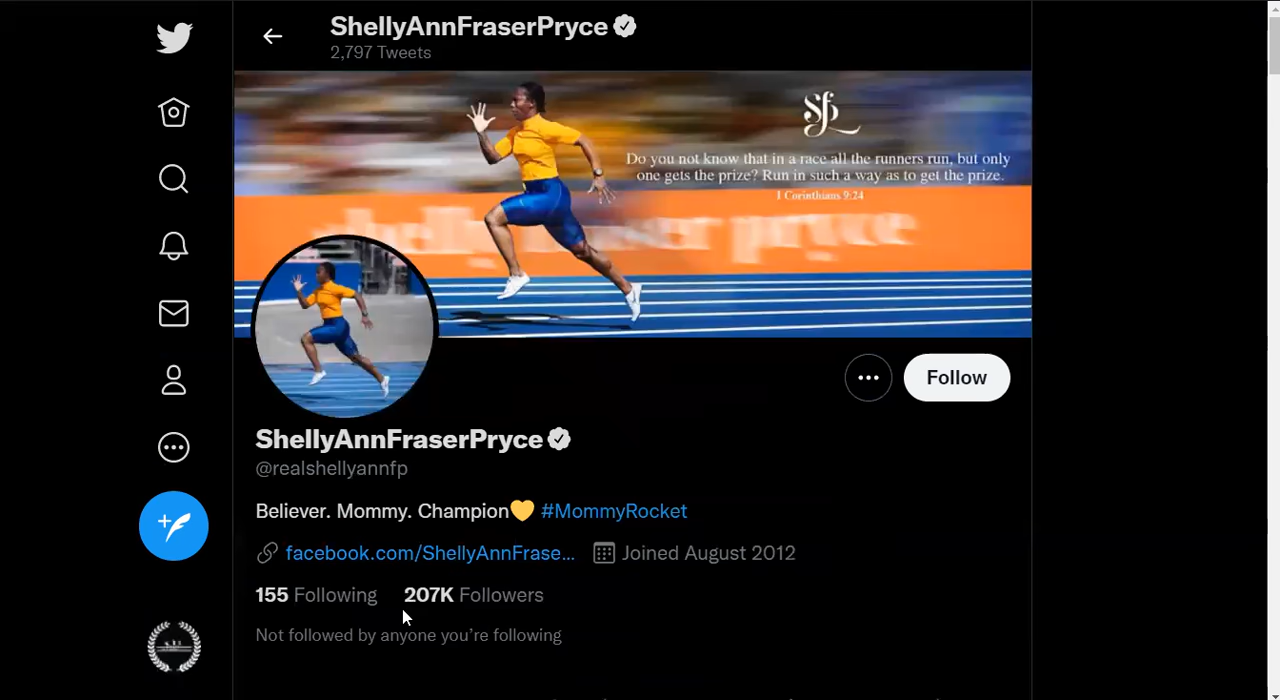 ShellyAnnFraserPryce
2,797 Tweets
Sfp
Do you not know that in a race all the runners run, but only
one gets the prize? Run in such a way as to get the prize.
1 Corinthians 9:24
shelly fraser pryce
Follow
ShellyAnnFraserPryce
@realshellyannfp
Believer. Mommy. Champion💛 #MommyRocket
facebook.com/ShellyAnnFrase... Joined August 2012
155 Following 207K Followers
Not followed by anyone you're following